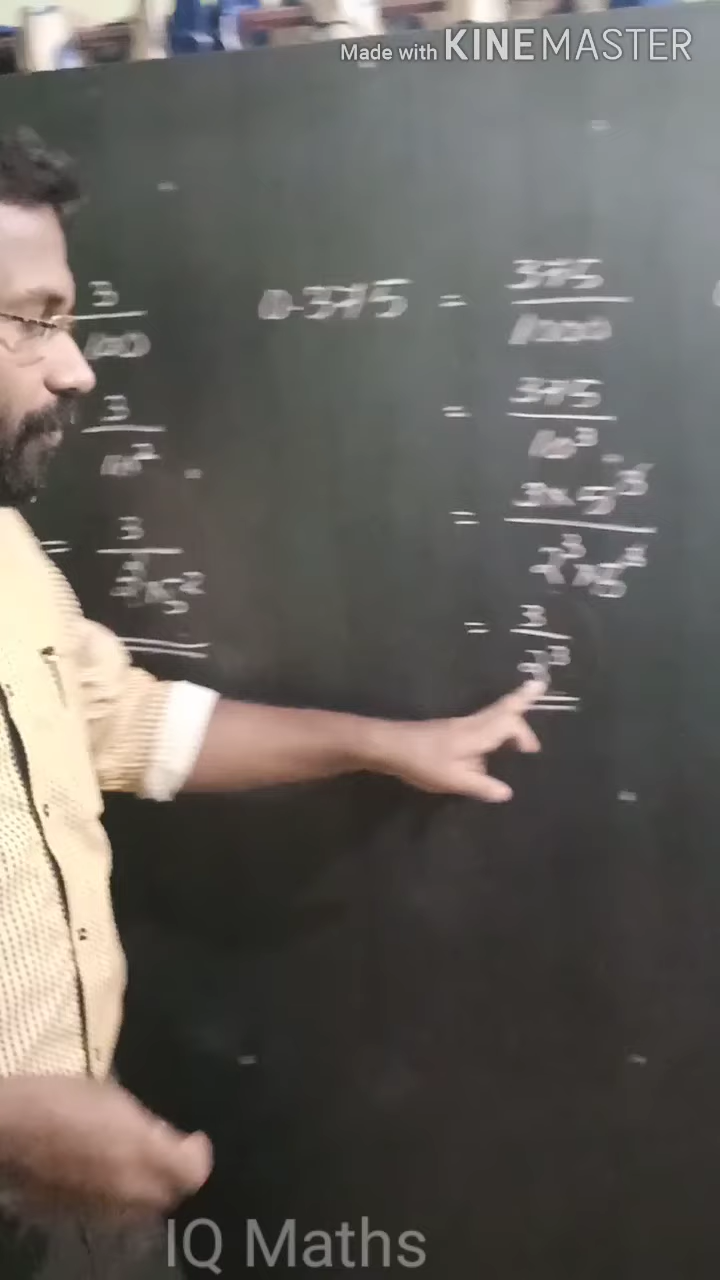 Made with KINEMASTER
3/100
3/10²
= 3/2²×5²
0.375 = 375/1000
= 375/10³
= 3×5³/2³×5³
= 3/2³
IQ Maths